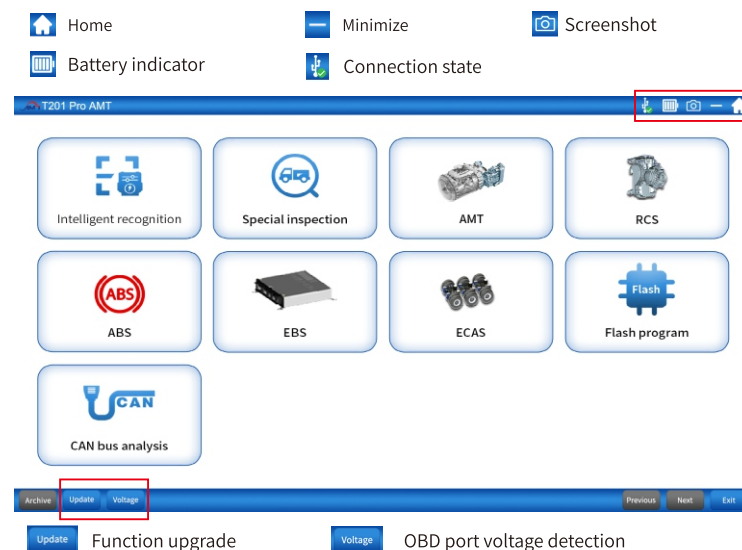 Home
Minimize
Screenshot
Battery indicator
Connection state
T201 Pro AMT
Intelligent recognition
Special inspection
AMT
RCS
ABS
ABS
EBS
ECAS
Flash
Flash program
CAN
CAN bus analysis
Archive
Update
Voltage
Previous
Next
Exit
Update
Function upgrade
Voltage
OBD port voltage detection